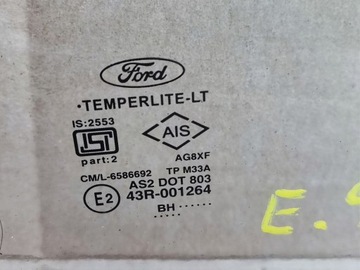 Ford
·TEMPERLITE-LT
IS:2553
ISI
part:2
AIS
AG8XF
CM/L-6586692 TP M33A
AS2 DOT 803
E2 43R-001264
BH